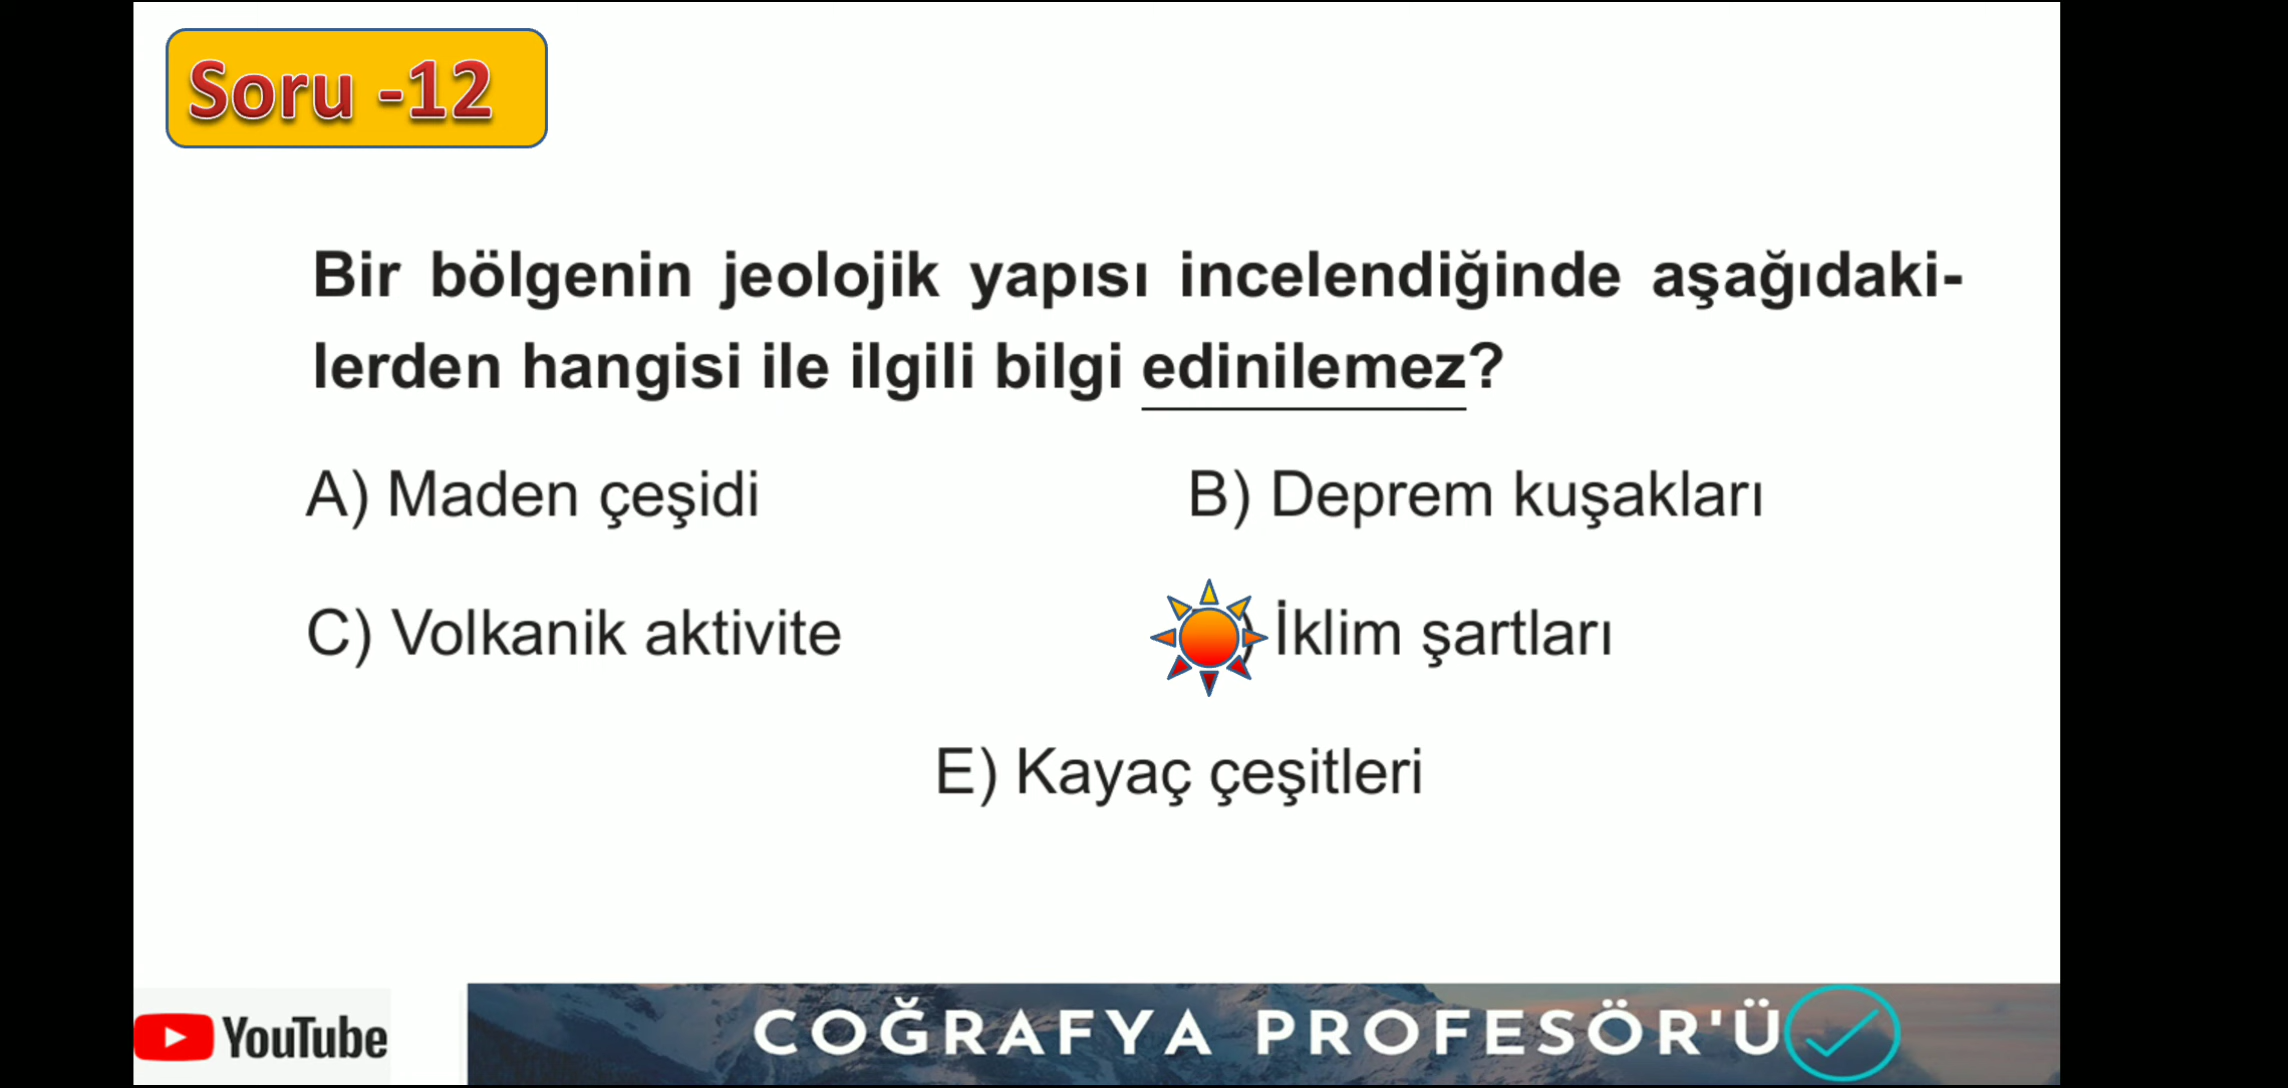 Soru -12
Bir bölgenin jeolojik yapısı incelendiğinde aşağıdaki-
lerden hangisi ile ilgili bilgi edinilemez?
A) Maden çeşidi B) Deprem kuşakları
C) Volkanik aktivite ) İklim şartları
E) Kayaç çeşitleri
YouTube COĞRAFYA PROFESÖR'Ü